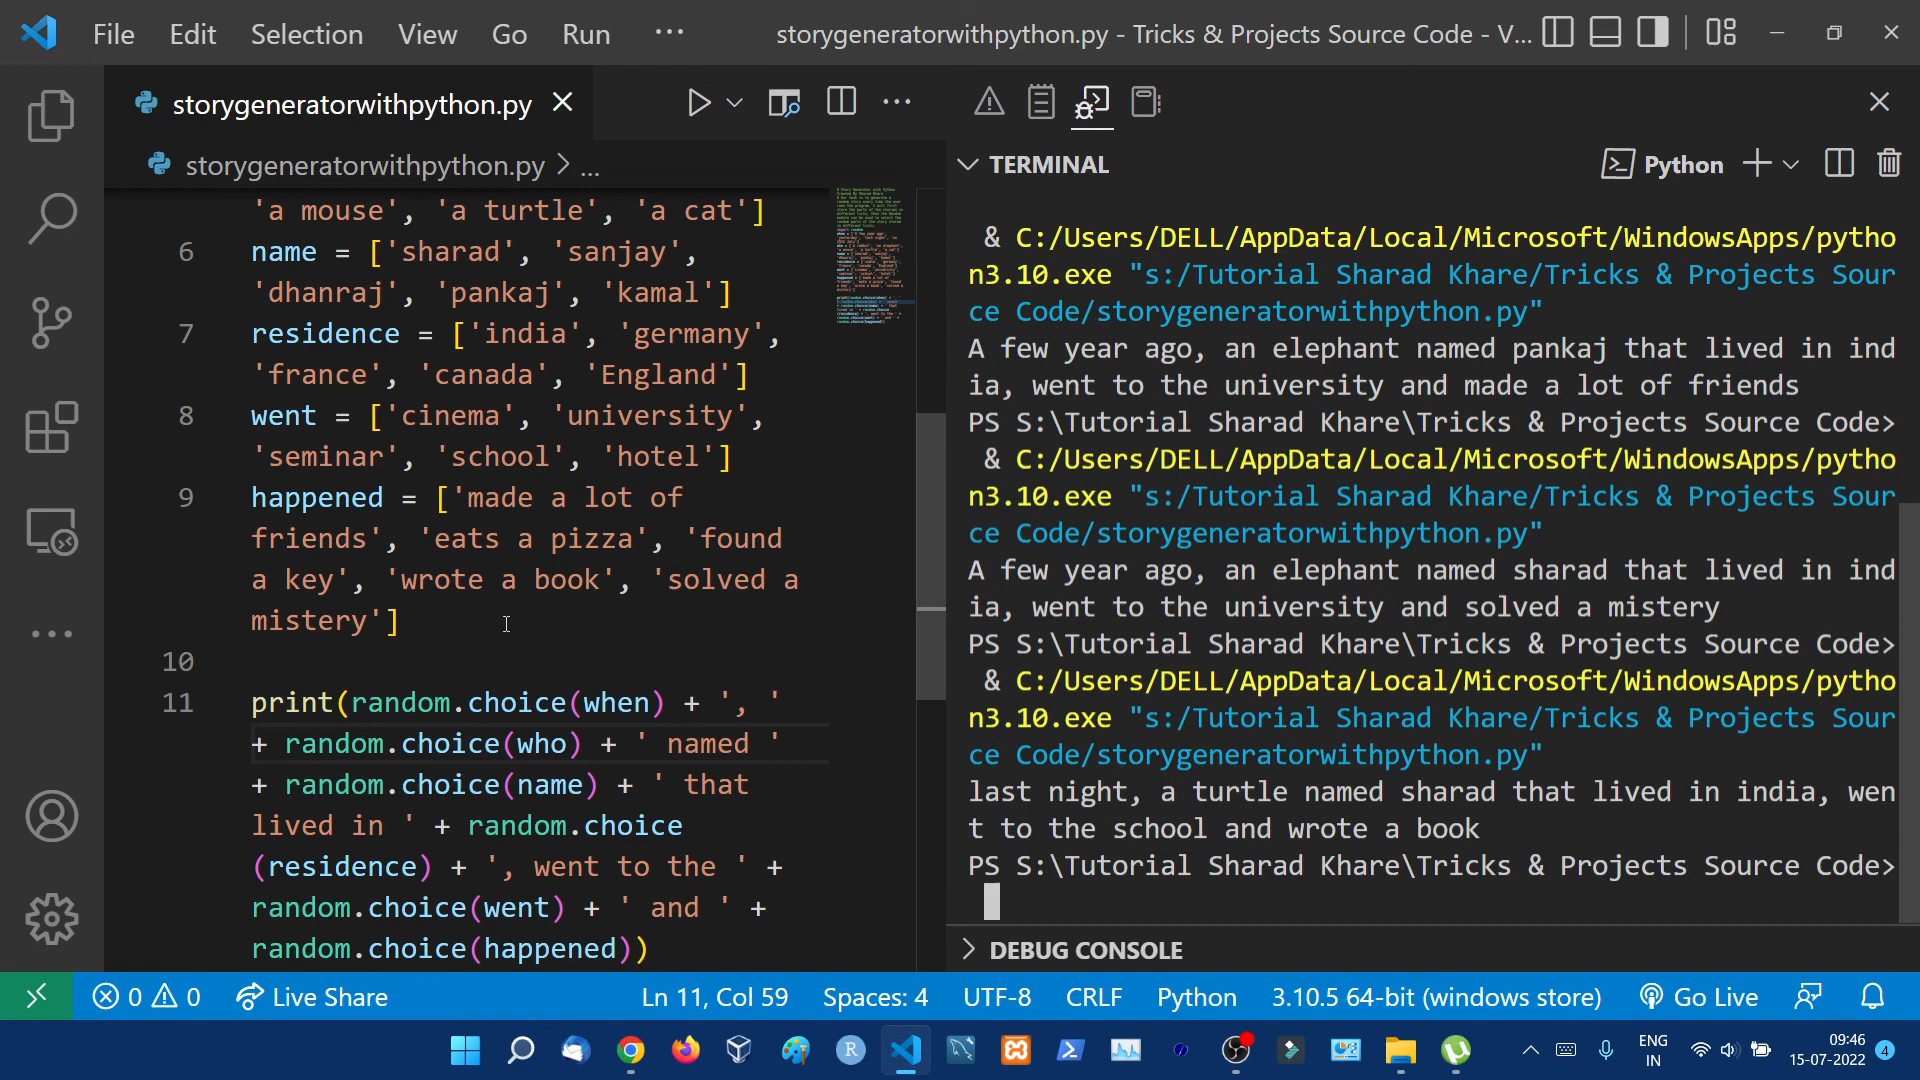 File Edit Selection View Go Run ··· storygeneratorwithpython.py - Tricks & Projects Source Code - V...
storygeneratorwithpython.py
storygeneratorwithpython.py > ...
'a mouse', 'a turtle', 'a cat']
6 name = ['sharad', 'sanjay',
'dhanraj', 'pankaj', 'kamal']
7 residence = ['india', 'germany',
'france', 'canada', 'England']
8 went = ['cinema', 'university',
'seminar', 'school', 'hotel']
9 happened = ['made a lot of
friends', 'eats a pizza', 'found
a key', 'wrote a book', 'solved a
mistery']
10
11 print(random.choice(when) + ', '
+ random.choice(who) + ' named '
+ random.choice(name) + ' that
lived in ' + random.choice
(residence) + ', went to the ' +
random.choice(went) + ' and ' +
random.choice(happened))
TERMINAL
Python
& C:/Users/DELL/AppData/Local/Microsoft/WindowsApps/pytho
n3.10.exe "s:/Tutorial Sharad Khare/Tricks & Projects Sour
ce Code/storygeneratorwithpython.py"
A few year ago, an elephant named pankaj that lived in ind
ia, went to the university and made a lot of friends
PS S:\Tutorial Sharad Khare\Tricks & Projects Source Code>
& C:/Users/DELL/AppData/Local/Microsoft/WindowsApps/pytho
n3.10.exe "s:/Tutorial Sharad Khare/Tricks & Projects Sour
ce Code/storygeneratorwithpython.py"
A few year ago, an elephant named sharad that lived in ind
ia, went to the university and solved a mistery
PS S:\Tutorial Sharad Khare\Tricks & Projects Source Code>
& C:/Users/DELL/AppData/Local/Microsoft/WindowsApps/pytho
n3.10.exe "s:/Tutorial Sharad Khare/Tricks & Projects Sour
ce Code/storygeneratorwithpython.py"
last night, a turtle named sharad that lived in india, wen
t to the school and wrote a book
PS S:\Tutorial Sharad Khare\Tricks & Projects Source Code>
DEBUG CONSOLE
0 0 Live Share Ln 11, Col 59 Spaces: 4 UTF-8 CRLF Python 3.10.5 64-bit (windows store) Go Live
R
ENG
IN
09:46
15-07-2022
4